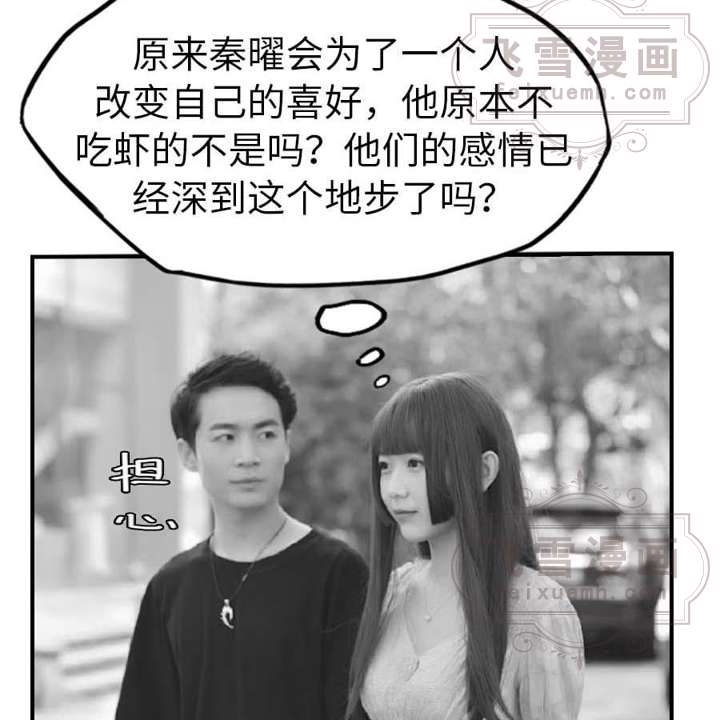 飞雪漫画
feixuemh.com
原来秦曜会为了一个人
改变自己的喜好，他原本不
吃虾的不是吗？他们的感情已
经深到这个地步了吗？
担
心
飞雪漫画
feixuemh.com